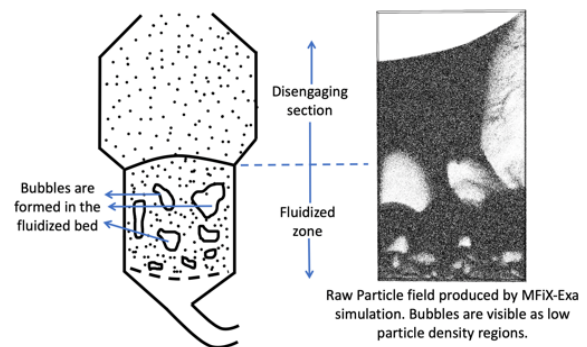 Disengaging
section
Bubbles are
formed in the
fluidized bed
Fluidized
zone
Raw Particle field produced by MFiX-Exa
simulation. Bubbles are visible as low
particle density regions.